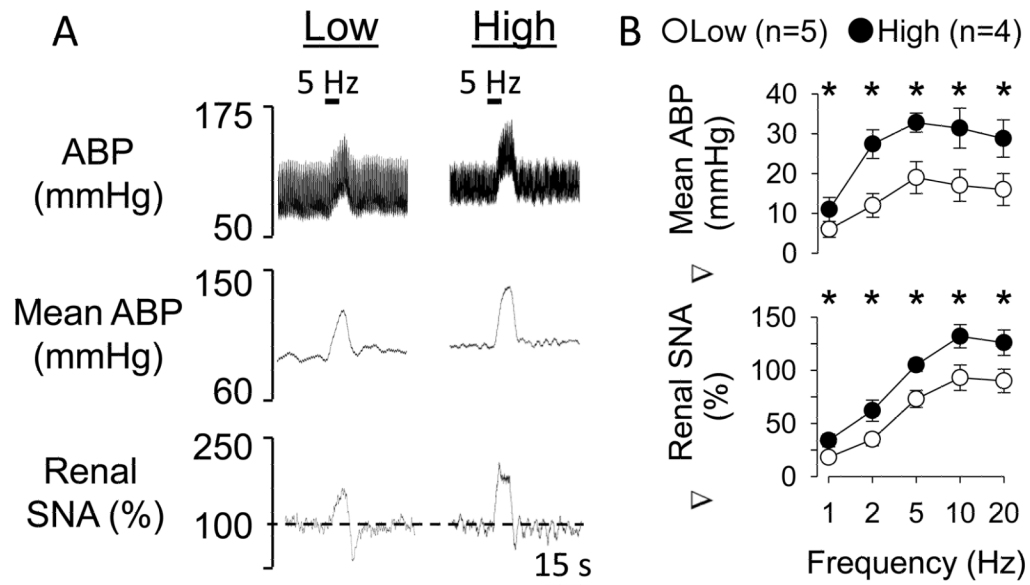 A
Low
High
5 Hz
5 Hz
ABP
(mmHg)
175
50
Mean ABP
(mmHg)
150
60
Renal
SNA (%)
250
100
15 s
B
Low (n=5)
High (n=4)
Δ Mean ABP
(mmHg)
40
30
20
10
0
* * * * *
Δ Renal SNA
(%)
150
100
50
0
* * * * *
1 2 5 10 20
Frequency (Hz)